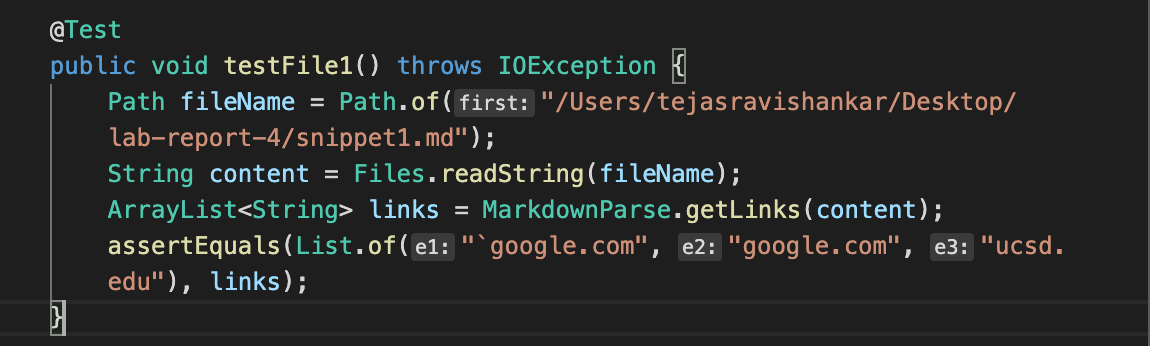 @Test
public void testFile1() throws IOException {
Path fileName = Path.of(first: "/Users/tejasravishankar/Desktop/
lab-report-4/snippet1.md");
String content = Files.readString(fileName);
ArrayList<String> links = MarkdownParse.getLinks(content);
assertEquals(List.of(e1: "`google.com", e2: "google.com", e3: "ucsd.
edu"), links);
}